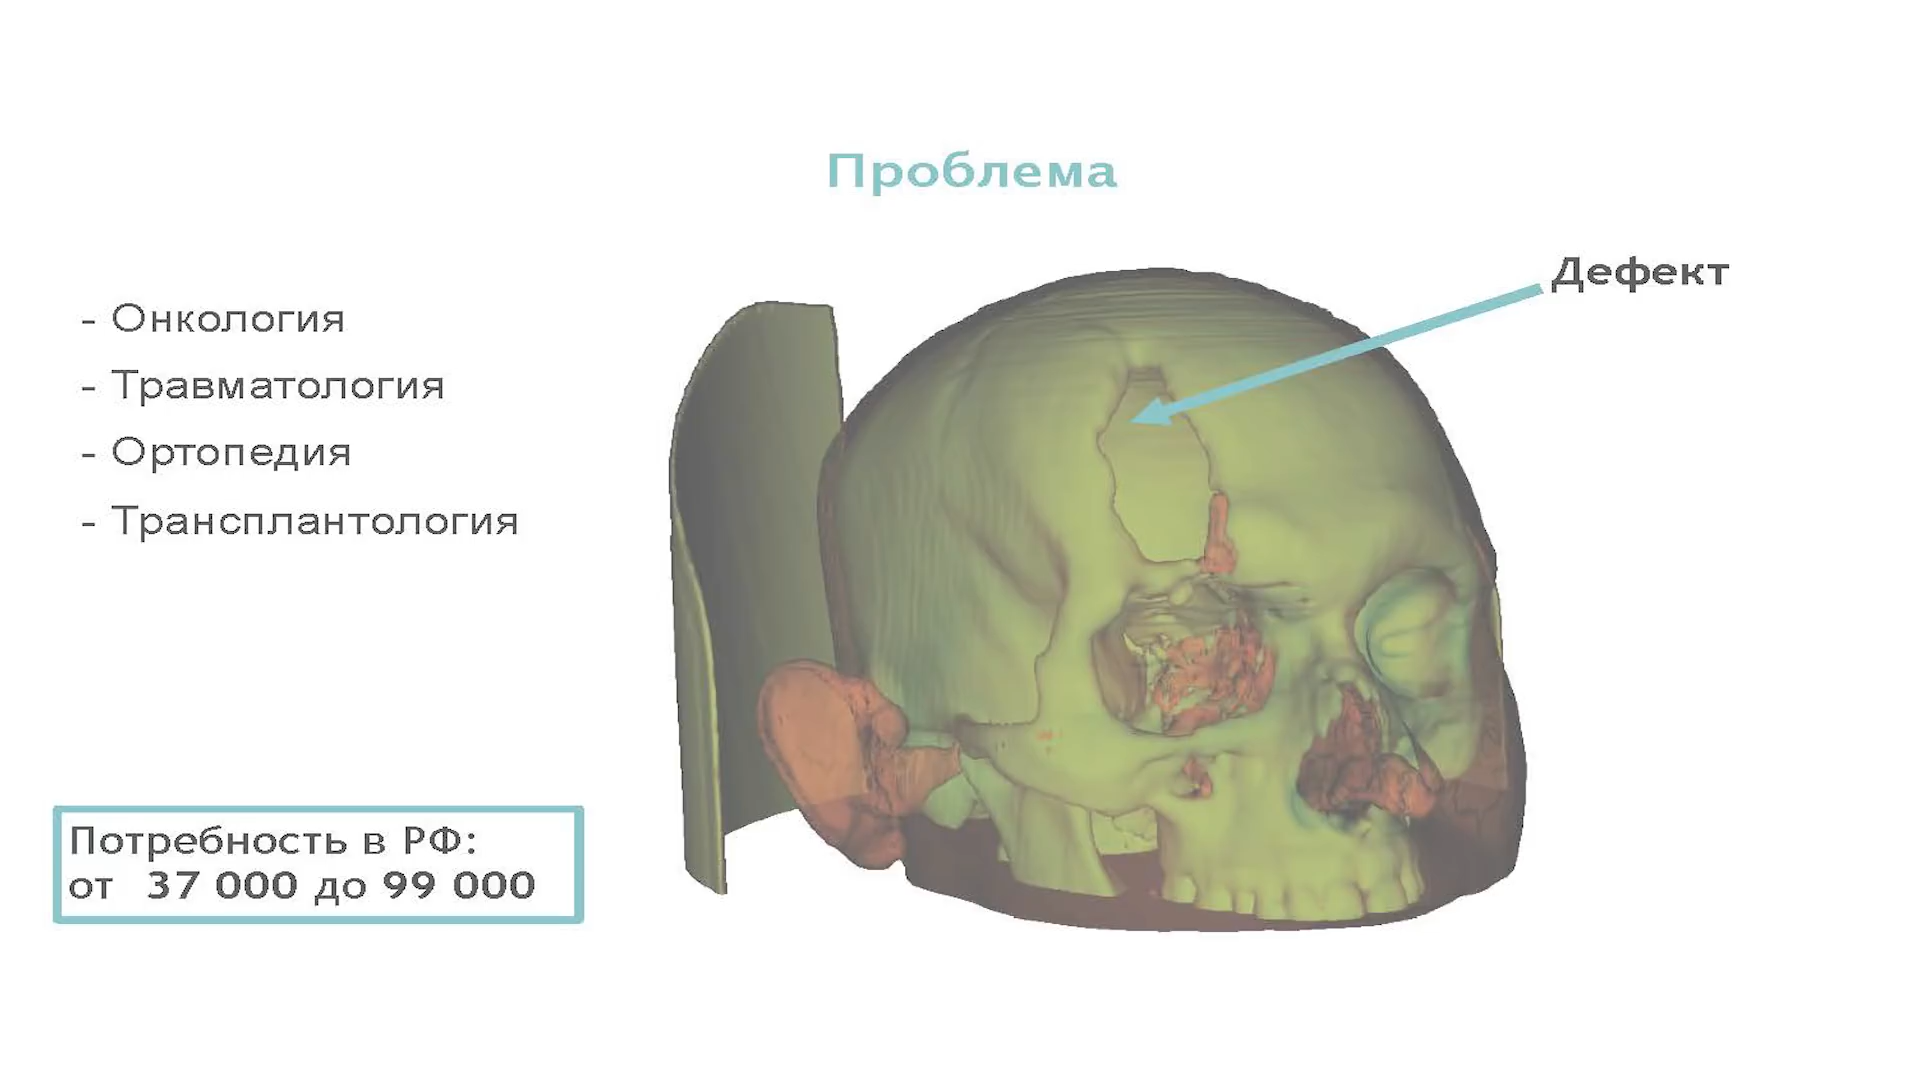 Проблема
Дефект
- Онкология
- Травматология
- Ортопедия
- Трансплантология
Потребность в РФ:
от 37 000 до 99 000